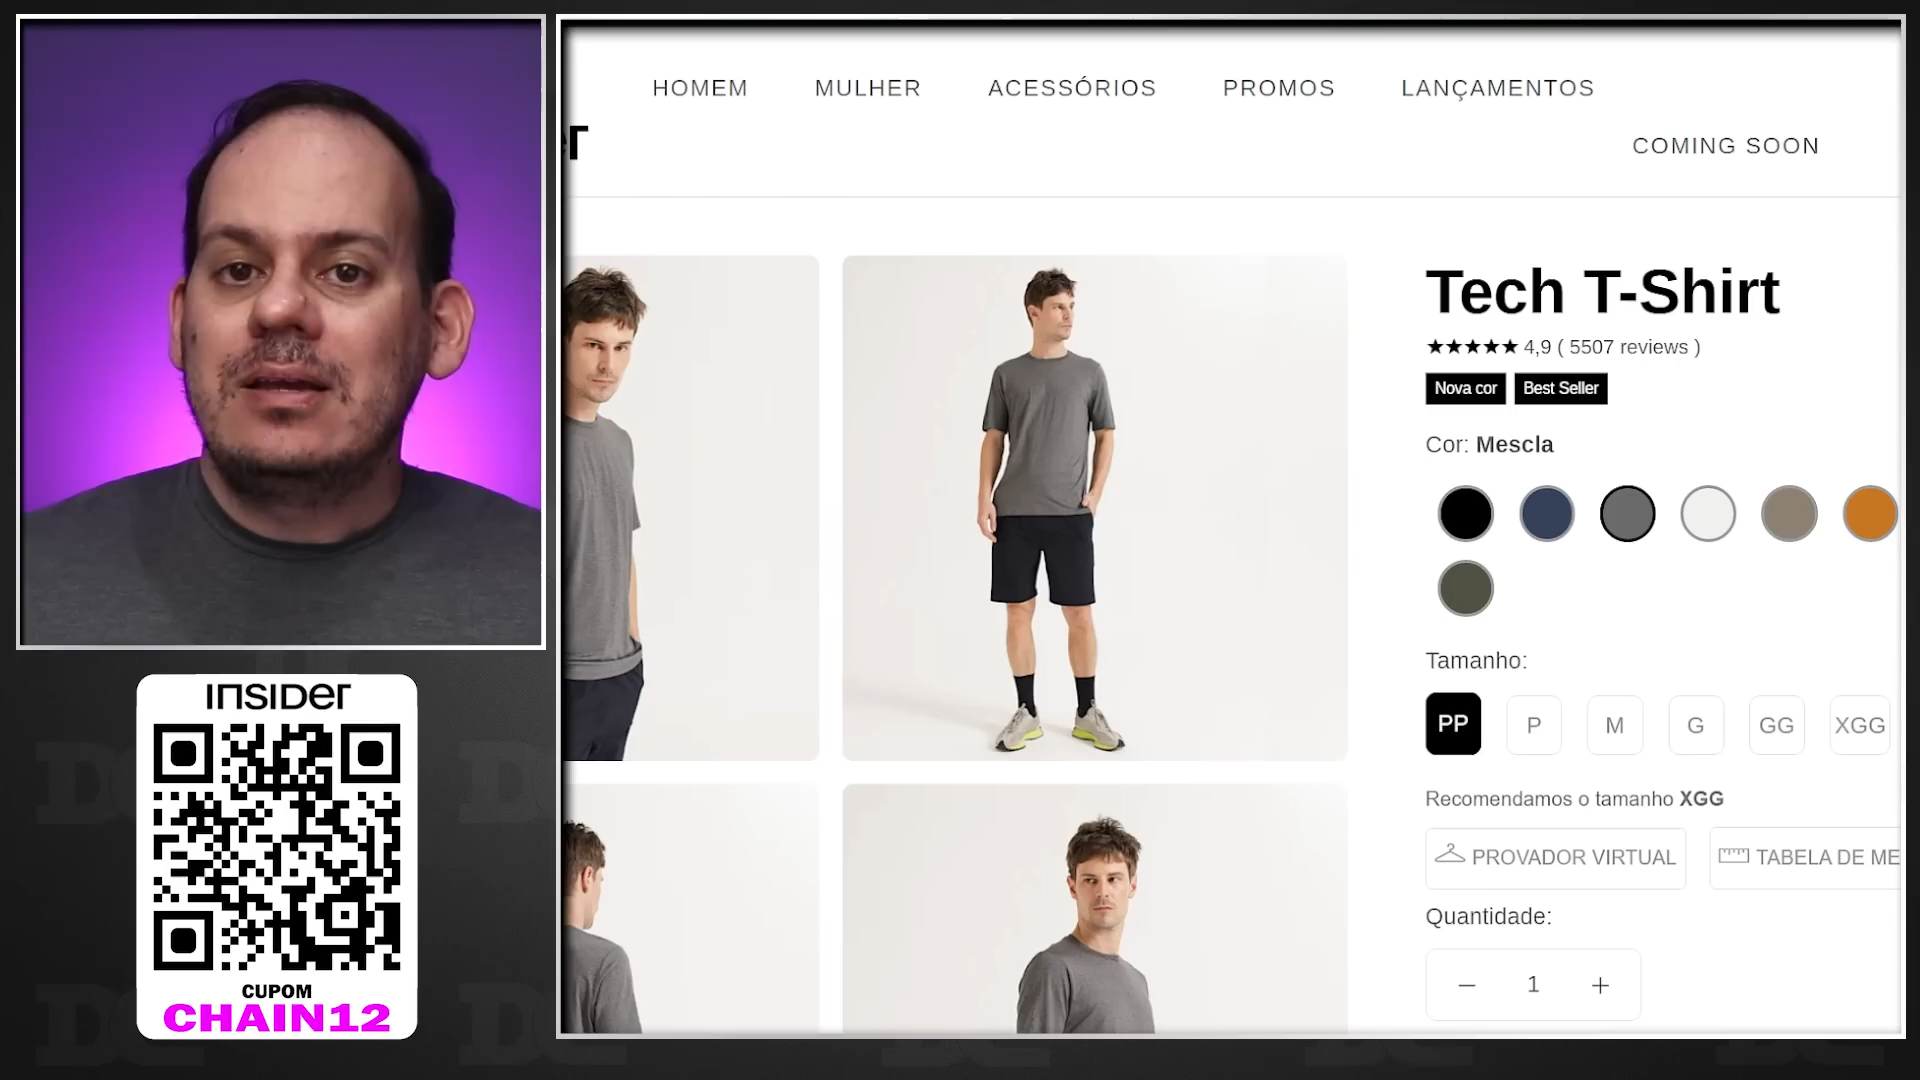 HOMEM MULHER ACESSÓRIOS PROMOS LANÇAMENTOS
COMING SOON
Tech T-Shirt
★★★★★ 4,9 ( 5507 reviews )
Nova cor Best Seller
Cor: Mescla
Tamanho:
PP P M G GG XGG
Recomendamos o tamanho XGG
PROVADOR VIRTUAL TABELA DE ME
Quantidade:
− 1 +
INSIDER
CUPOM
CHAIN12